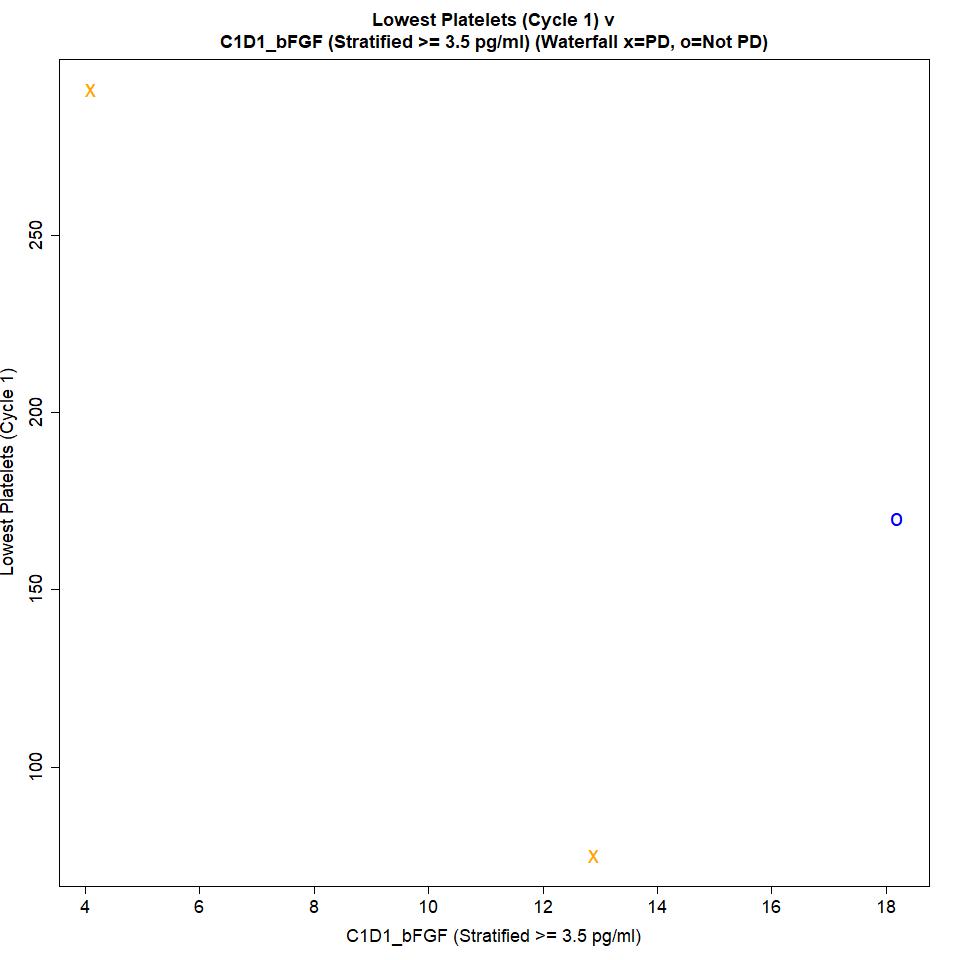 Lowest Platelets (Cycle 1) v
C1D1_bFGF (Stratified >= 3.5 pg/ml) (Waterfall x=PD, o=Not PD)
Lowest Platelets (Cycle 1)
250
200
150
100
X
X
O
4
6
8
10
12
14
16
18
C1D1_bFGF (Stratified >= 3.5 pg/ml)